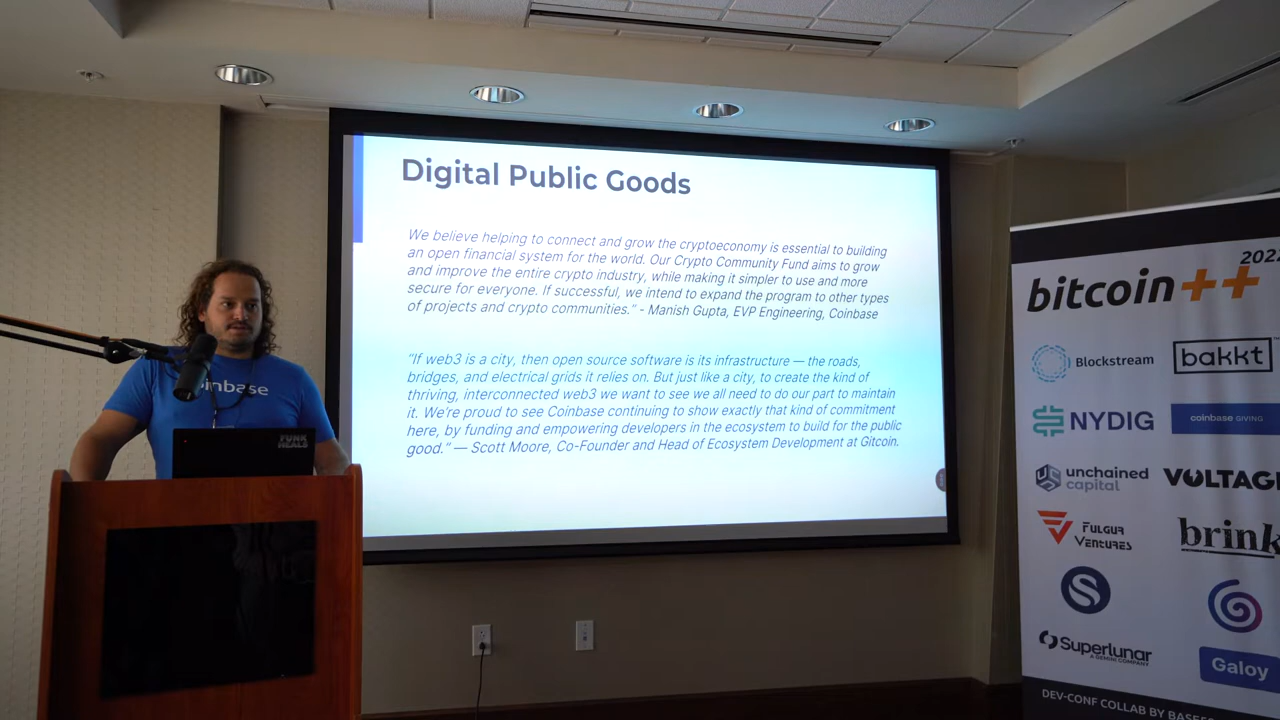 Digital Public Goods
We believe helping to connect and grow the cryptoeconomy is essential to building
an open financial system for the world. Our Crypto Community Fund aims to grow
and improve the entire crypto industry, while making it simpler to use and more
secure for everyone. If successful, we intend to expand the program to other types
of projects and crypto communities." - Manish Gupta, EVP Engineering, Coinbase
"If web3 is a city, then open source software is its infrastructure — the roads,
bridges, and electrical grids it relies on. But just like a city, to create the kind of
thriving, interconnected web3 we want to see we all need to do our part to maintain
it. We're proud to see Coinbase continuing to show exactly that kind of commitment
here, by funding and empowering developers in the ecosystem to build for the public
good." — Scott Moore, Co-Founder and Head of Ecosystem Development at Gitcoin.
inbase
FUNK
HEALS
2022
bitcoin++
Blockstream
bakkt
NYDIG
coinbase GIVING
unchained
capital
VOLTAG
FULGUR
VENTURES
brink
Superlunar
A GEMINI COMPANY
Galoy
DEV-CONF COLLAB BY BASE